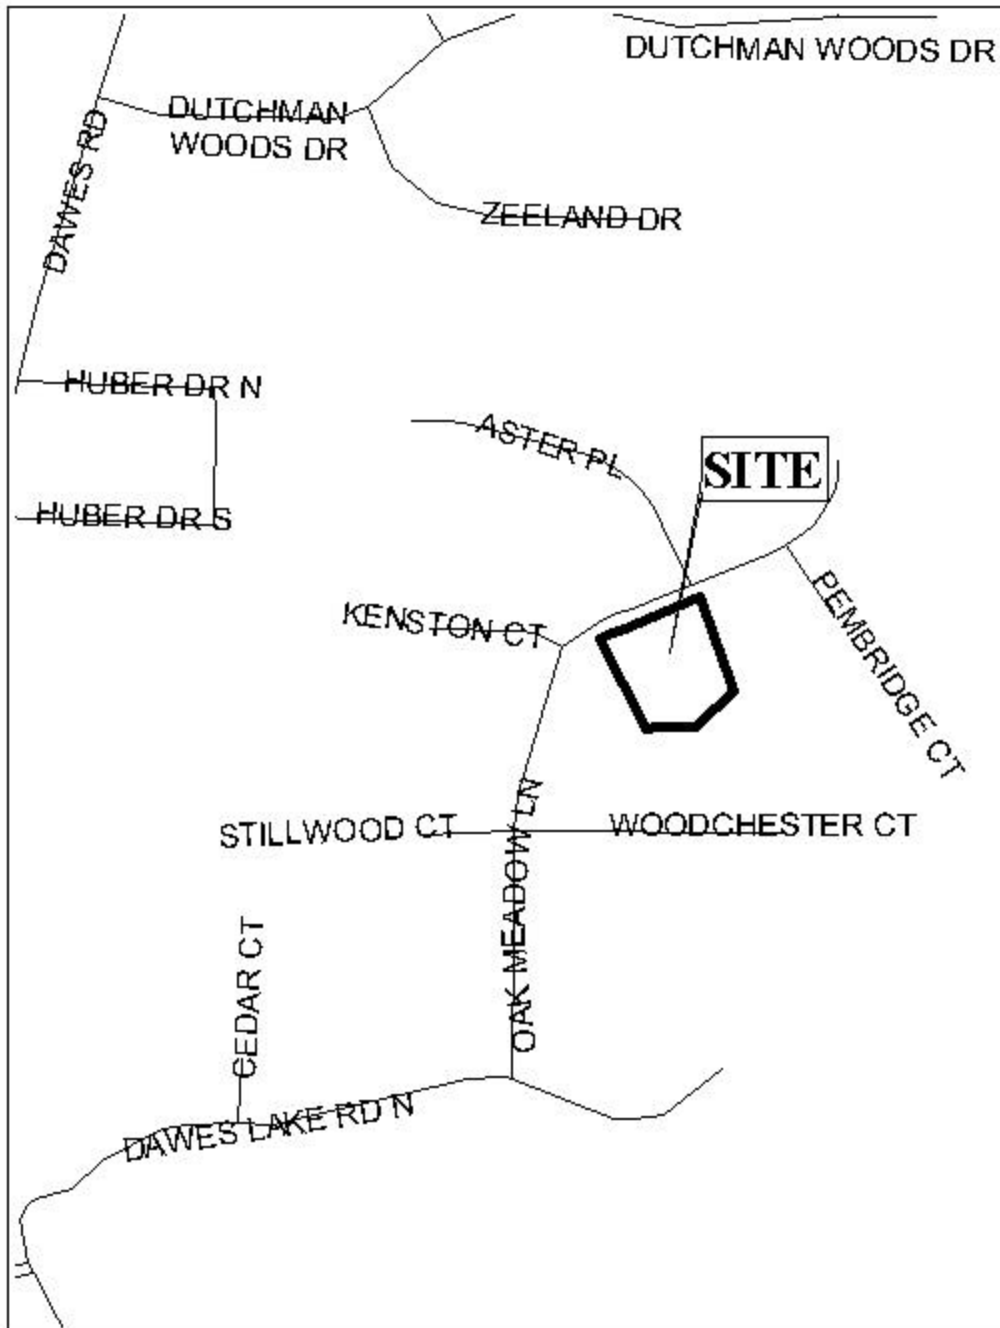 DUTCHMAN WOODS DR
DUTCHMAN
WOODS DR
DAWES RD
ZEELAND DR
HUBER DR N
ASTER PL
SITE
HUBER DR S
KENSTON CT
PEMBRIDGE CT
STILLWOOD CT
WOODCHESTER CT
OAK MEADOW LN
CEDAR CT
DAWES LAKE RD N